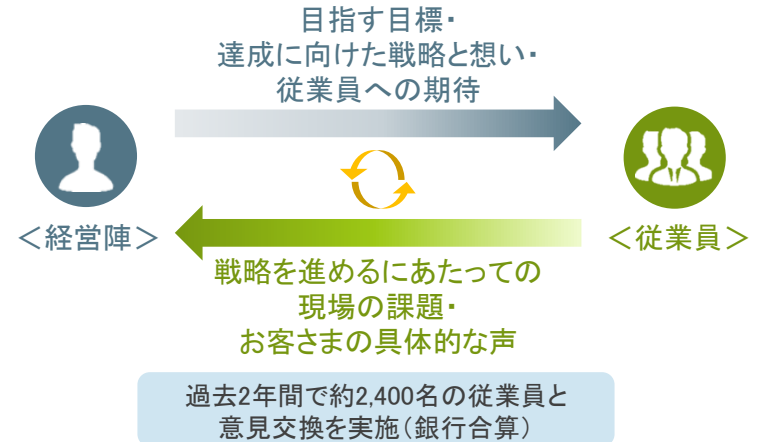 目指す目標・
達成に向けた戦略と想い・
従業員への期待
＜経営陣＞
＜従業員＞
戦略を進めるにあたっての
現場の課題・
お客さまの具体的な声
過去2年間で約2,400名の従業員と
意見交換を実施（銀行合算）